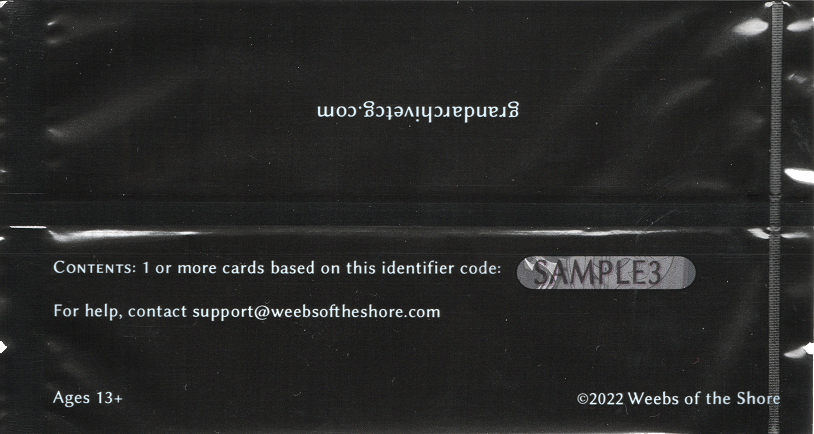 grandarchivetcg.com
CONTENTS: 1 or more cards based on this identifier code: SAMPLE3
For help, contact support@weebsoftheshore.com
Ages 13+ ©2022 Weebs of the Shore